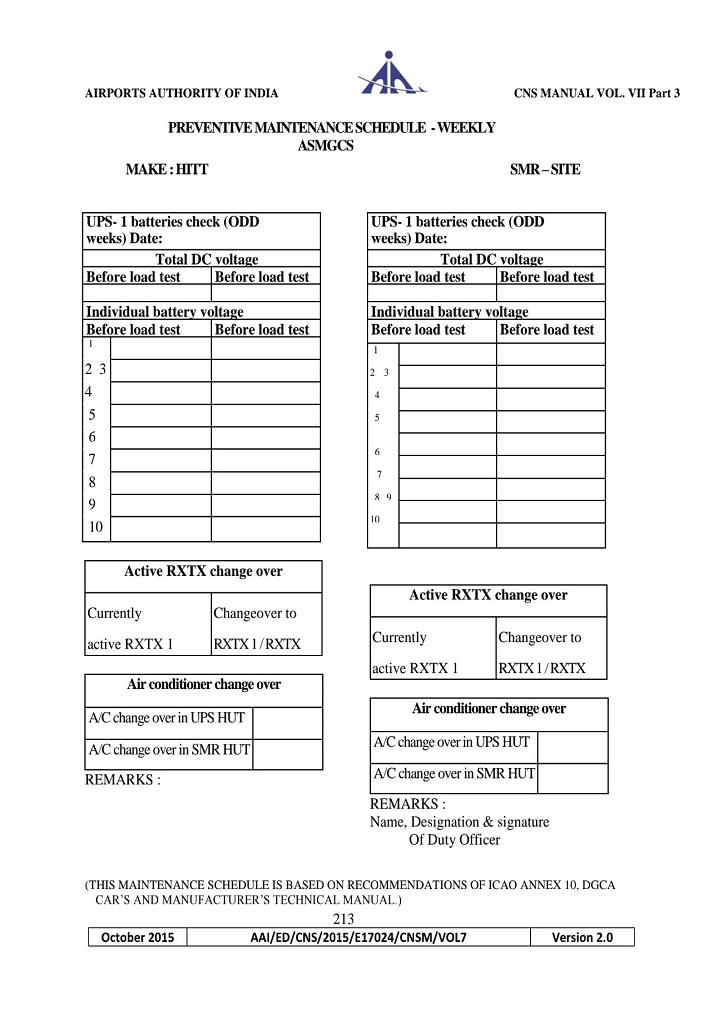 AIRPORTS AUTHORITY OF INDIA
CNS MANUAL VOL. VII Part 3
PREVENTIVE MAINTENANCE SCHEDULE - WEEKLY
ASMGCS
MAKE : HITT
SMR – SITE
UPS- 1 batteries check (ODD
weeks) Date:
Total DC voltage
Before load test Before load test
Individual battery voltage
Before load test Before load test
1
2 3
4
5
6
7
8
9
10
Active RXTX change over
Currently Changeover to
active RXTX 1 RXTX 1 / RXTX
Air conditioner change over
A/C change over in UPS HUT
A/C change over in SMR HUT
REMARKS :
UPS- 1 batteries check (ODD
weeks) Date:
Total DC voltage
Before load test Before load test
Individual battery voltage
Before load test Before load test
1
2 3
4
5
6
7
8 9
10
Active RXTX change over
Currently Changeover to
active RXTX 1 RXTX 1 / RXTX
Air conditioner change over
A/C change over in UPS HUT
A/C change over in SMR HUT
REMARKS :
Name, Designation & signature
Of Duty Officer
(THIS MAINTENANCE SCHEDULE IS BASED ON RECOMMENDATIONS OF ICAO ANNEX 10, DGCA
CAR’S AND MANUFACTURER’S TECHNICAL MANUAL.)
213
October 2015 AAI/ED/CNS/2015/E17024/CNSM/VOL7 Version 2.0